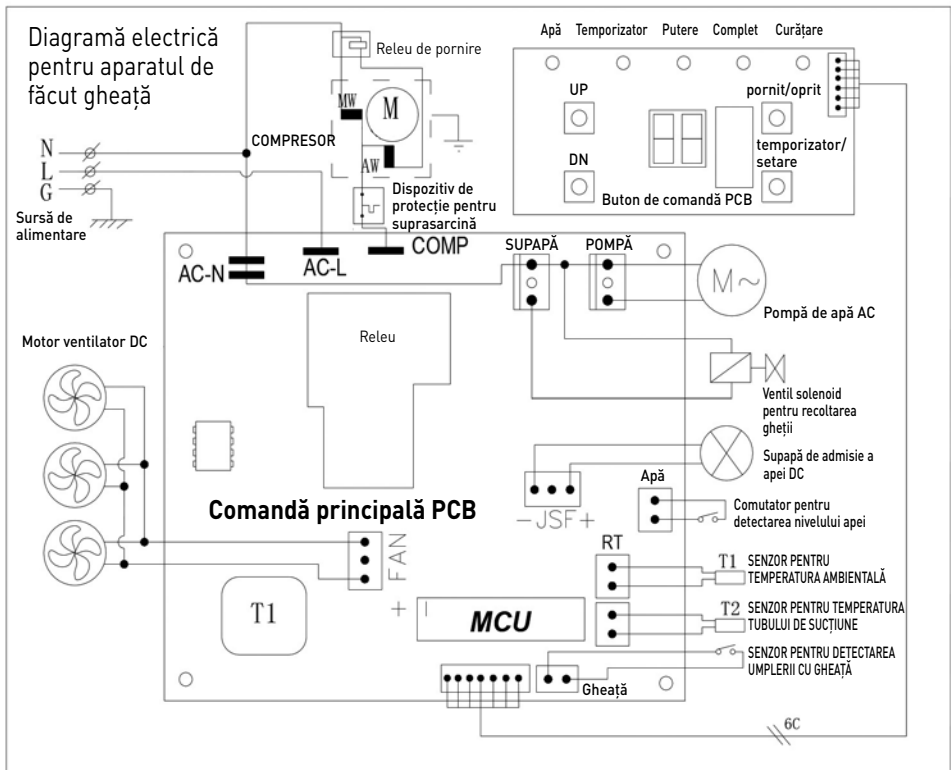 Diagramă electrică
pentru aparatul de
făcut gheață
Releu de pornire
Apă Temporizator Putere Complet Curățare
UP
pornit/oprit
DN
temporizator/
setare
Buton de comandă PCB
MW
M
AW
COMPRESOR
N
L
G
Sursă de
alimentare
Dispozitiv de
protecție pentru
suprasarcină
AC-N
AC-L
COMP
SUPAPĂ
POMPĂ
M~
Pompă de apă AC
Releu
Motor ventilator DC
Ventil solenoid
pentru recoltarea
gheții
Supapă de admisie a
apei DC
Comandă principală PCB
-JSF+
Apă
Comutator pentru
detectarea nivelului apei
FAN
RT
T1 SENZOR PENTRU
TEMPERATURA AMBIENTALĂ
T1
+
MCU
T2 SENZOR PENTRU TEMPERATURA
TUBULUI DE SUCȚIUNE
SENZOR PENTRU DETECTAREA
UMPLERII CU GHEAȚĂ
Gheață
6C